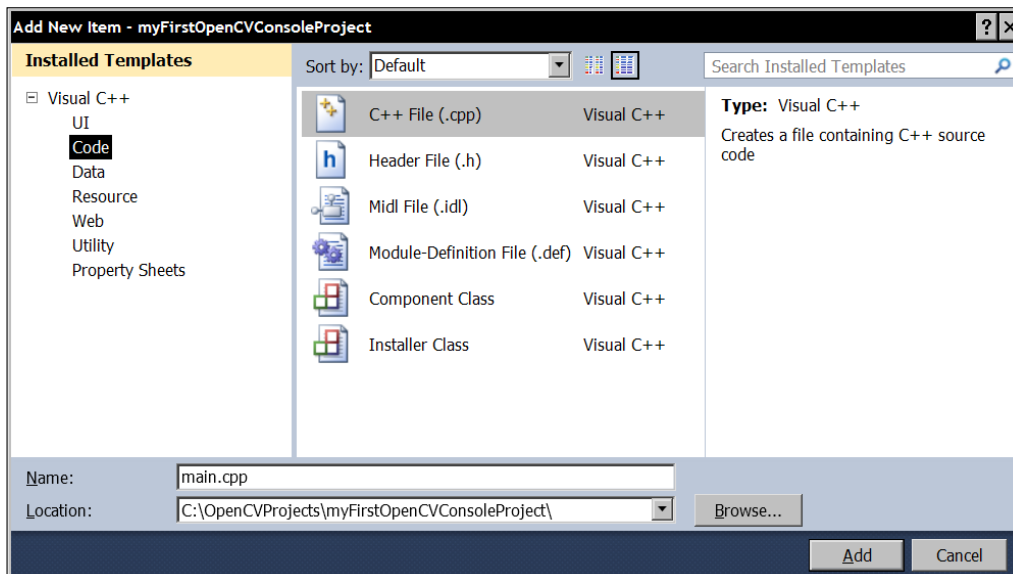 Add New Item - myFirstOpenCVConsoleProject
Installed Templates
Sort by: Default
Search Installed Templates
Visual C++
UI
Code
Data
Resource
Web
Utility
Property Sheets
C++ File (.cpp) Visual C++
Header File (.h) Visual C++
Midl File (.idl) Visual C++
Module-Definition File (.def) Visual C++
Component Class Visual C++
Installer Class Visual C++
Type: Visual C++
Creates a file containing C++ source
code
Name: main.cpp
Location: C:\OpenCVProjects\myFirstOpenCVConsoleProject\ Browse...
Add Cancel